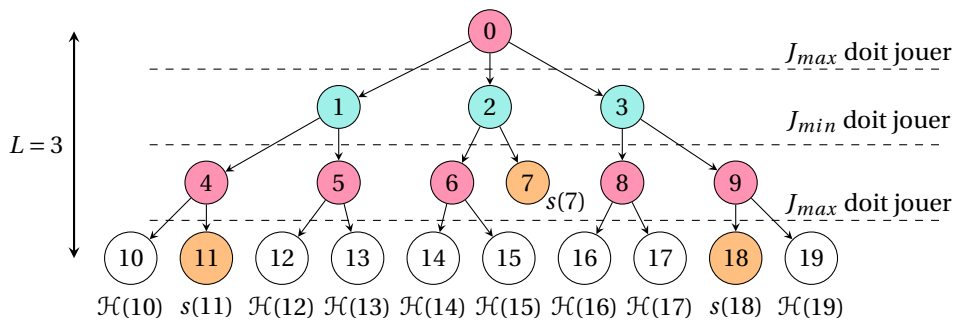 0
J_max doit jouer
1 2 3
J_min doit jouer
L = 3
4 5 6 7 8 9
s(7)
J_max doit jouer
10 11 12 13 14 15 16 17 18 19
ℋ(10) s(11) ℋ(12) ℋ(13) ℋ(14) ℋ(15) ℋ(16) ℋ(17) s(18) ℋ(19)